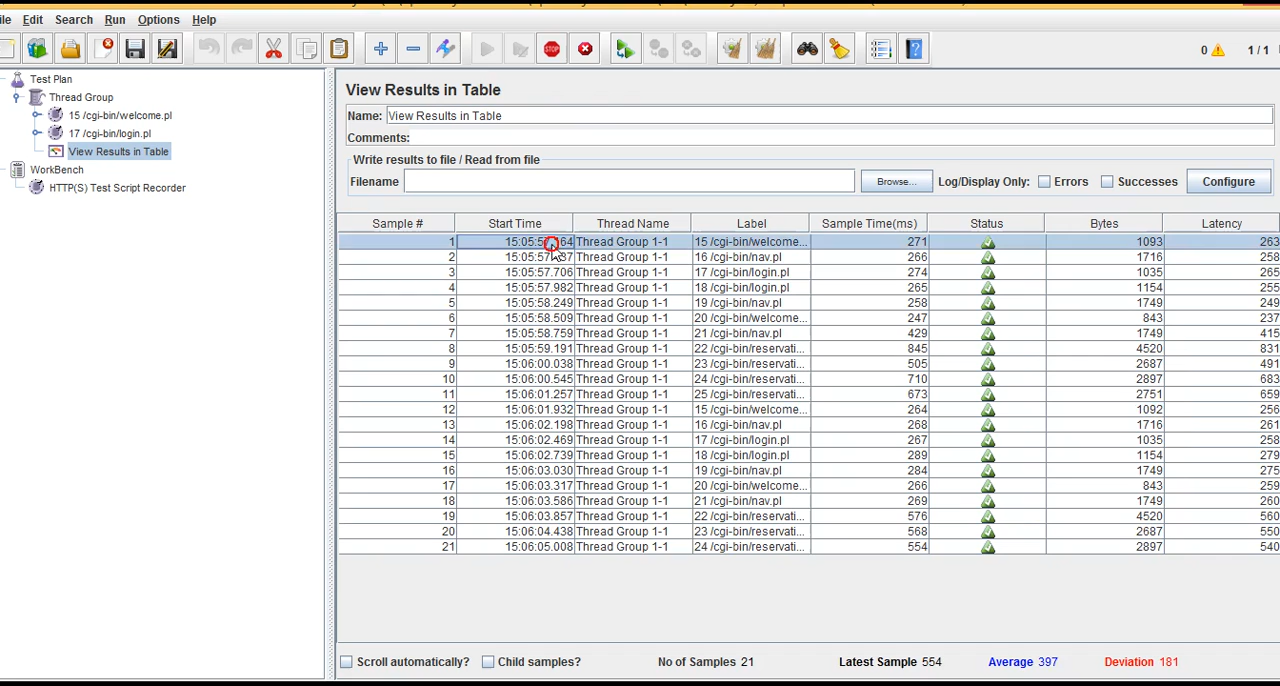 ile Edit Search Run Options Help
STOP 0 1 / 1
Test Plan
Thread Group
15 /cgi-bin/welcome.pl
17 /cgi-bin/login.pl
View Results in Table
WorkBench
HTTP(S) Test Script Recorder
View Results in Table
Name: View Results in Table
Comments:
Write results to file / Read from file
Filename Browse... Log/Display Only: Errors Successes Configure
Sample # Start Time Thread Name Label Sample Time(ms) Status Bytes Latency
1 Thread Group 1-1 15 /cgi-bin/welcome... 271 1093 263
2 Thread Group 1-1 16 /cgi-bin/nav.pl 266 1716 258
3 15:05:57.706 Thread Group 1-1 17 /cgi-bin/login.pl 274 1035 265
4 15:05:57.982 Thread Group 1-1 18 /cgi-bin/login.pl 265 1154 255
5 15:05:58.249 Thread Group 1-1 19 /cgi-bin/nav.pl 258 1749 249
6 15:05:58.509 Thread Group 1-1 20 /cgi-bin/welcome... 247 843 237
7 15:05:58.759 Thread Group 1-1 21 /cgi-bin/nav.pl 429 1749 415
8 15:05:59.191 Thread Group 1-1 22 /cgi-bin/reservati... 845 4520 831
9 15:06:00.038 Thread Group 1-1 23 /cgi-bin/reservati... 505 2687 491
10 15:06:00.545 Thread Group 1-1 24 /cgi-bin/reservati... 710 2897 683
11 15:06:01.257 Thread Group 1-1 25 /cgi-bin/reservati... 673 2751 659
12 15:06:01.932 Thread Group 1-1 15 /cgi-bin/welcome... 264 1092 256
13 15:06:02.198 Thread Group 1-1 16 /cgi-bin/nav.pl 268 1716 261
14 15:06:02.469 Thread Group 1-1 17 /cgi-bin/login.pl 267 1035 258
15 15:06:02.739 Thread Group 1-1 18 /cgi-bin/login.pl 289 1154 279
16 15:06:03.030 Thread Group 1-1 19 /cgi-bin/nav.pl 284 1749 275
17 15:06:03.317 Thread Group 1-1 20 /cgi-bin/welcome... 266 843 259
18 15:06:03.586 Thread Group 1-1 21 /cgi-bin/nav.pl 269 1749 260
19 15:06:03.857 Thread Group 1-1 22 /cgi-bin/reservati... 576 4520 560
20 15:06:04.438 Thread Group 1-1 23 /cgi-bin/reservati... 568 2687 550
21 15:06:05.008 Thread Group 1-1 24 /cgi-bin/reservati... 554 2897 540
Scroll automatically? Child samples? No of Samples 21 Latest Sample 554 Average 397 Deviation 181